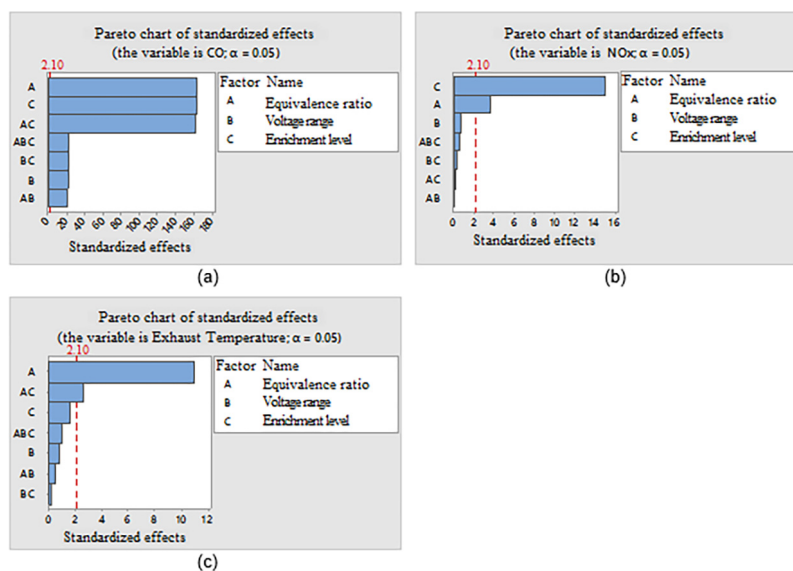 Pareto chart of standardized effects
(the variable is CO; α = 0.05)
2.10
A
C
AC
ABC
BC
B
AB
0 20 40 60 80 100 120 140 160 180
Standardized effects
Factor Name
A Equivalence ratio
B Voltage range
C Enrichment level
(a)
Pareto chart of standardized effects
(the variable is NOx; α = 0.05)
2.10
C
A
B
ABC
BC
AC
AB
0 2 4 6 8 10 12 14 16
Standardized effects
Factor Name
A Equivalence ratio
B Voltage range
C Enrichment level
(b)
Pareto chart of standardized effects
(the variable is Exhaust Temperature; α = 0.05)
2.10
A
AC
C
ABC
B
AB
BC
0 2 4 6 8 10 12
Standardized effects
Factor Name
A Equivalence ratio
B Voltage range
C Enrichment level
(c)